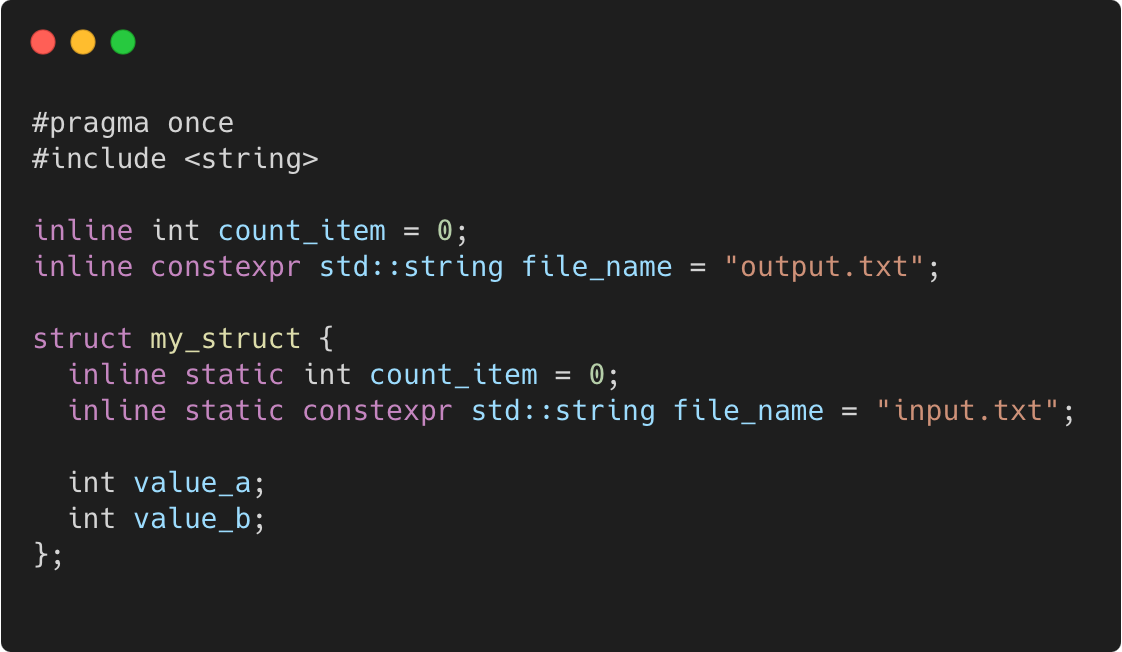 #pragma once
#include <string>
inline int count_item = 0;
inline constexpr std::string file_name = "output.txt";
struct my_struct {
inline static int count_item = 0;
inline static constexpr std::string file_name = "input.txt";
int value_a;
int value_b;
};